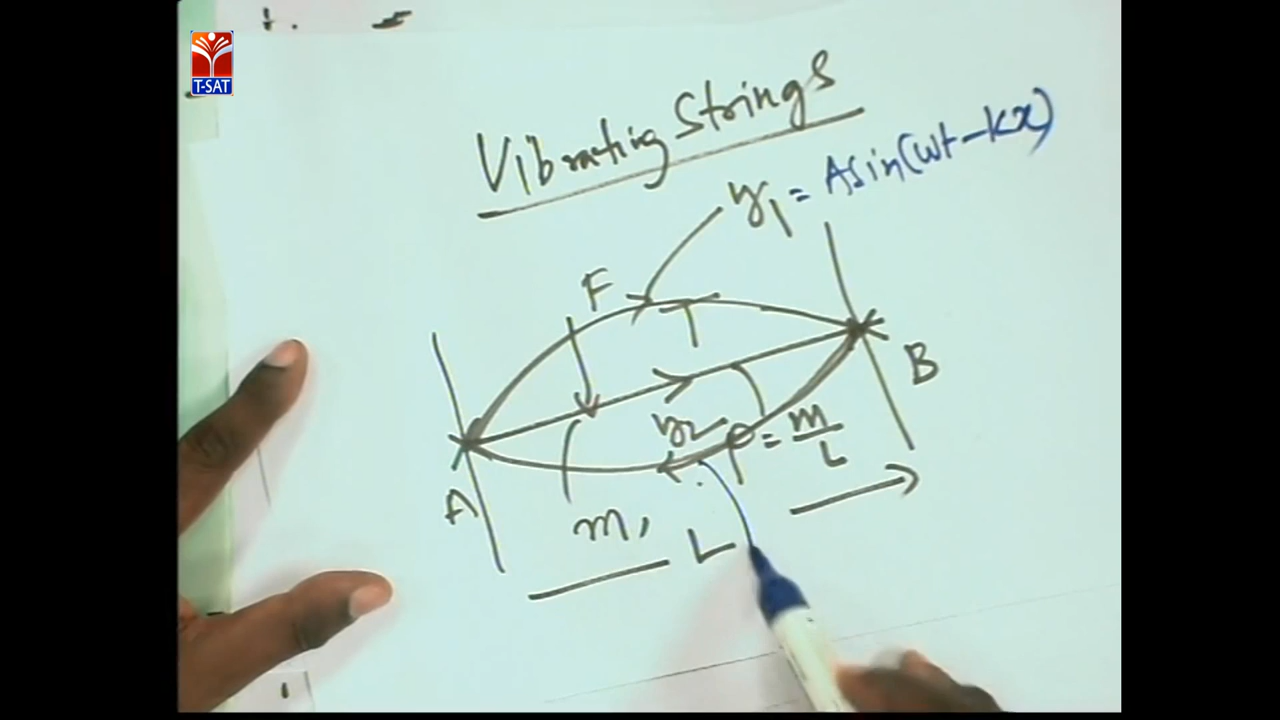 T-SAT
Vibrating Strings
y₁ = A sin(ωt - kx)
F
T
B
y₂
ρ = m/L
A
m,
L